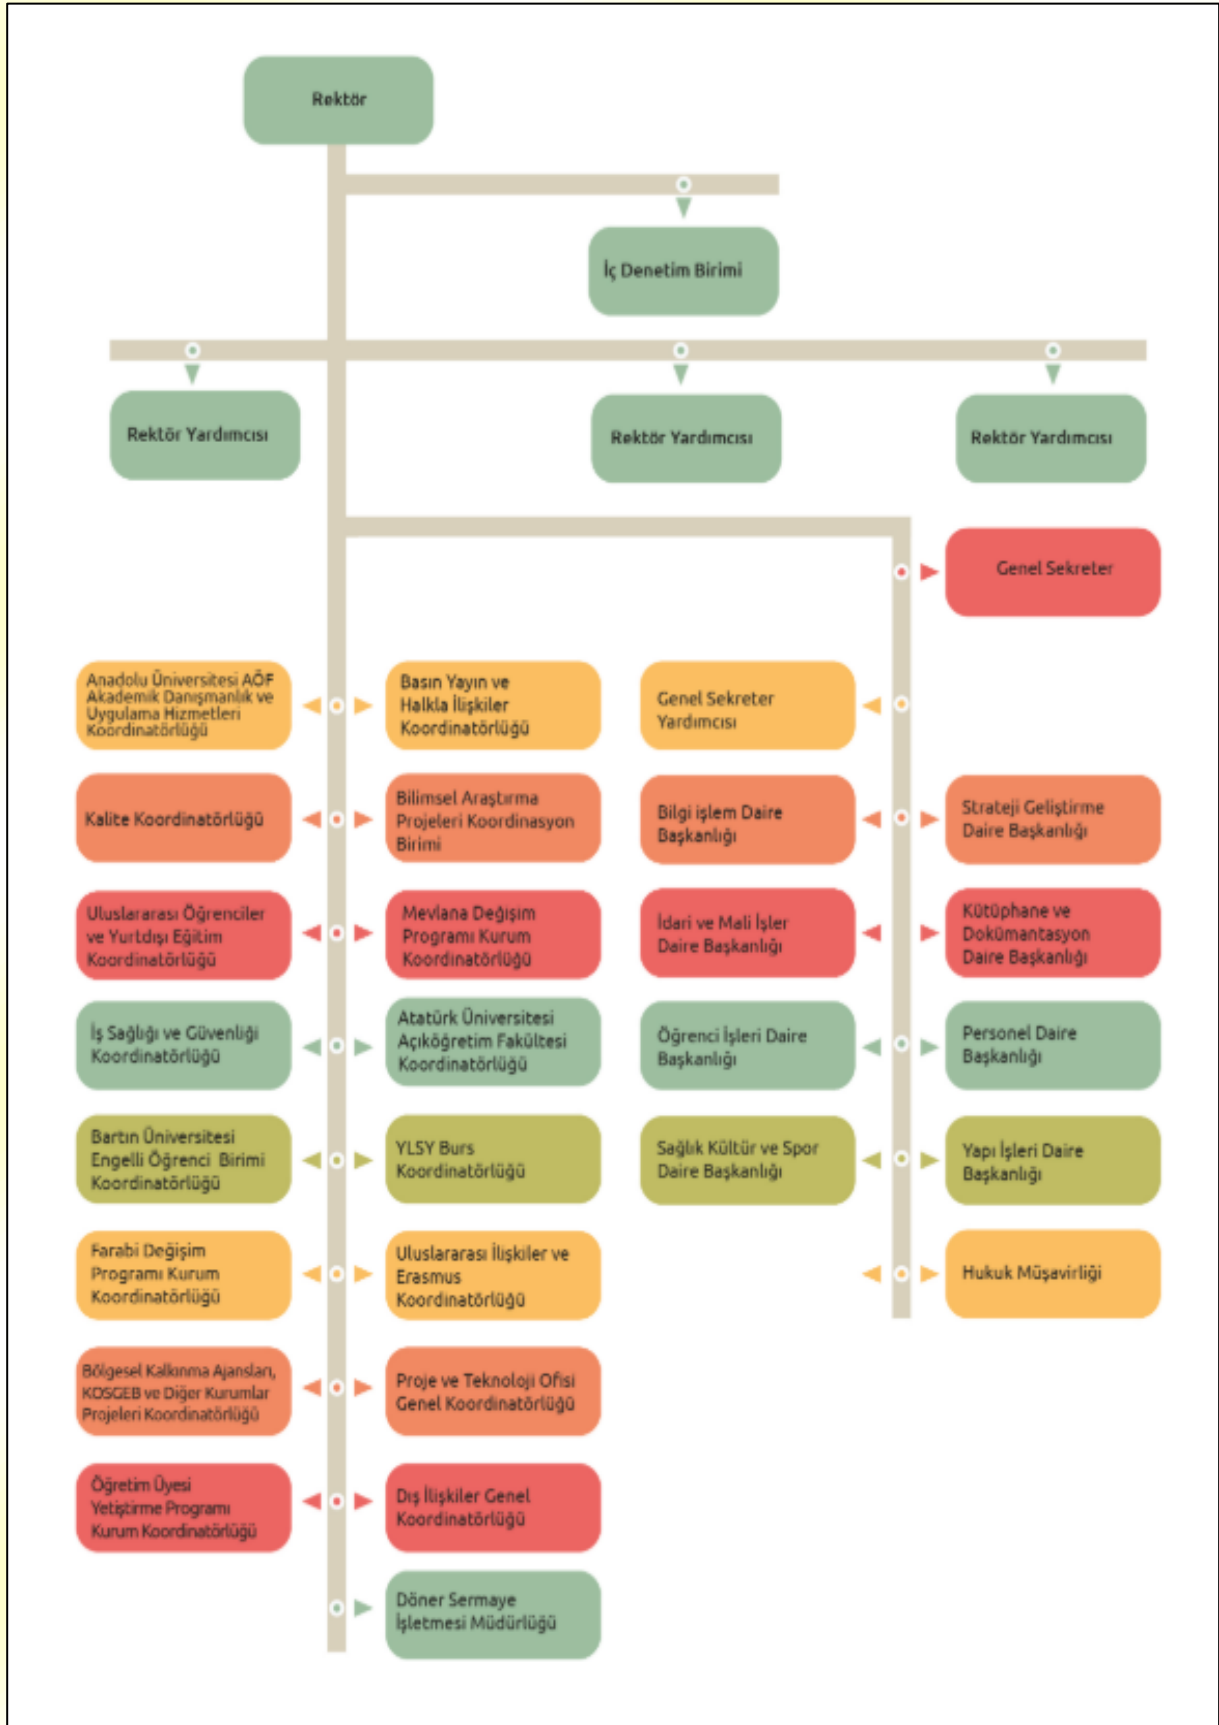 Rektör
İç Denetim Birimi
Rektör Yardımcısı
Rektör Yardımcısı
Rektör Yardımcısı
Genel Sekreter
Anadolu Üniversitesi AÖF
Akademik Danışmanlık ve
Uygulama Hizmetleri
Koordinatörlüğü
Basın Yayın ve
Halkla İlişkiler
Koordinatörlüğü
Genel Sekreter
Yardımcısı
Kalite Koordinatörlüğü
Bilimsel Araştırma
Projeleri Koordinasyon
Birimi
Bilgi işlem Daire
Başkanlığı
Strateji Geliştirme
Daire Başkanlığı
Uluslararası Öğrenciler
ve Yurtdışı Eğitim
Koordinatörlüğü
Mevlana Değişim
Programı Kurum
Koordinatörlüğü
İdari ve Mali İşler
Daire Başkanlığı
Kütüphane ve
Dokümantasyon
Daire Başkanlığı
İş Sağlığı ve Güvenliği
Koordinatörlüğü
Atatürk Üniversitesi
Açıköğretim Fakültesi
Koordinatörlüğü
Öğrenci İşleri Daire
Başkanlığı
Personel Daire
Başkanlığı
Bartın Üniversitesi
Engelli Öğrenci Birimi
Koordinatörlüğü
YLSY Burs
Koordinatörlüğü
Sağlık Kültür ve Spor
Daire Başkanlığı
Yapı İşleri Daire
Başkanlığı
Farabi Değişim
Programı Kurum
Koordinatörlüğü
Uluslararası İlişkiler ve
Erasmus
Koordinatörlüğü
Hukuk Müşavirliği
Bölgesel Kalkınma Ajansları,
KOSGEB ve Diğer Kurumlar
Projeleri Koordinatörlüğü
Proje ve Teknoloji Ofisi
Genel Koordinatörlüğü
Öğretim Üyesi
Yetiştirme Programı
Kurum Koordinatörlüğü
Dış İlişkiler Genel
Koordinatörlüğü
Döner Sermaye
İşletmesi Müdürlüğü